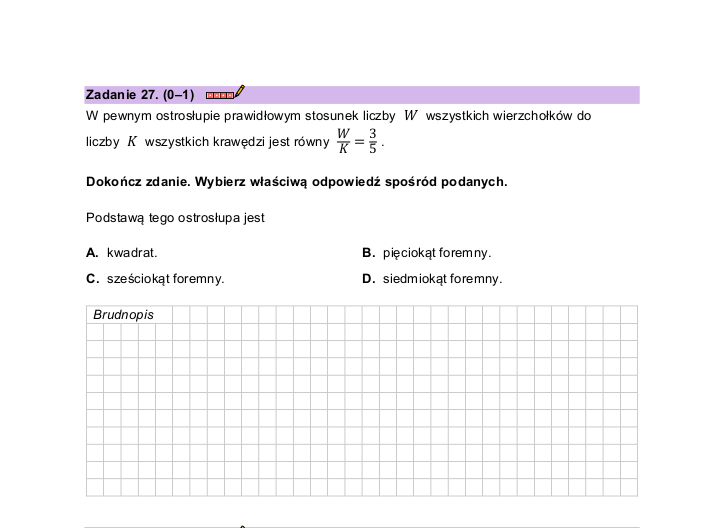 Zadanie 27. (0–1)
W pewnym ostrosłupie prawidłowym stosunek liczby W wszystkich wierzchołków do
liczby K wszystkich krawędzi jest równy W/K = 3/5 .
Dokończ zdanie. Wybierz właściwą odpowiedź spośród podanych.
Podstawą tego ostrosłupa jest
A. kwadrat. B. pięciokąt foremny.
C. sześciokąt foremny. D. siedmiokąt foremny.
Brudnopis